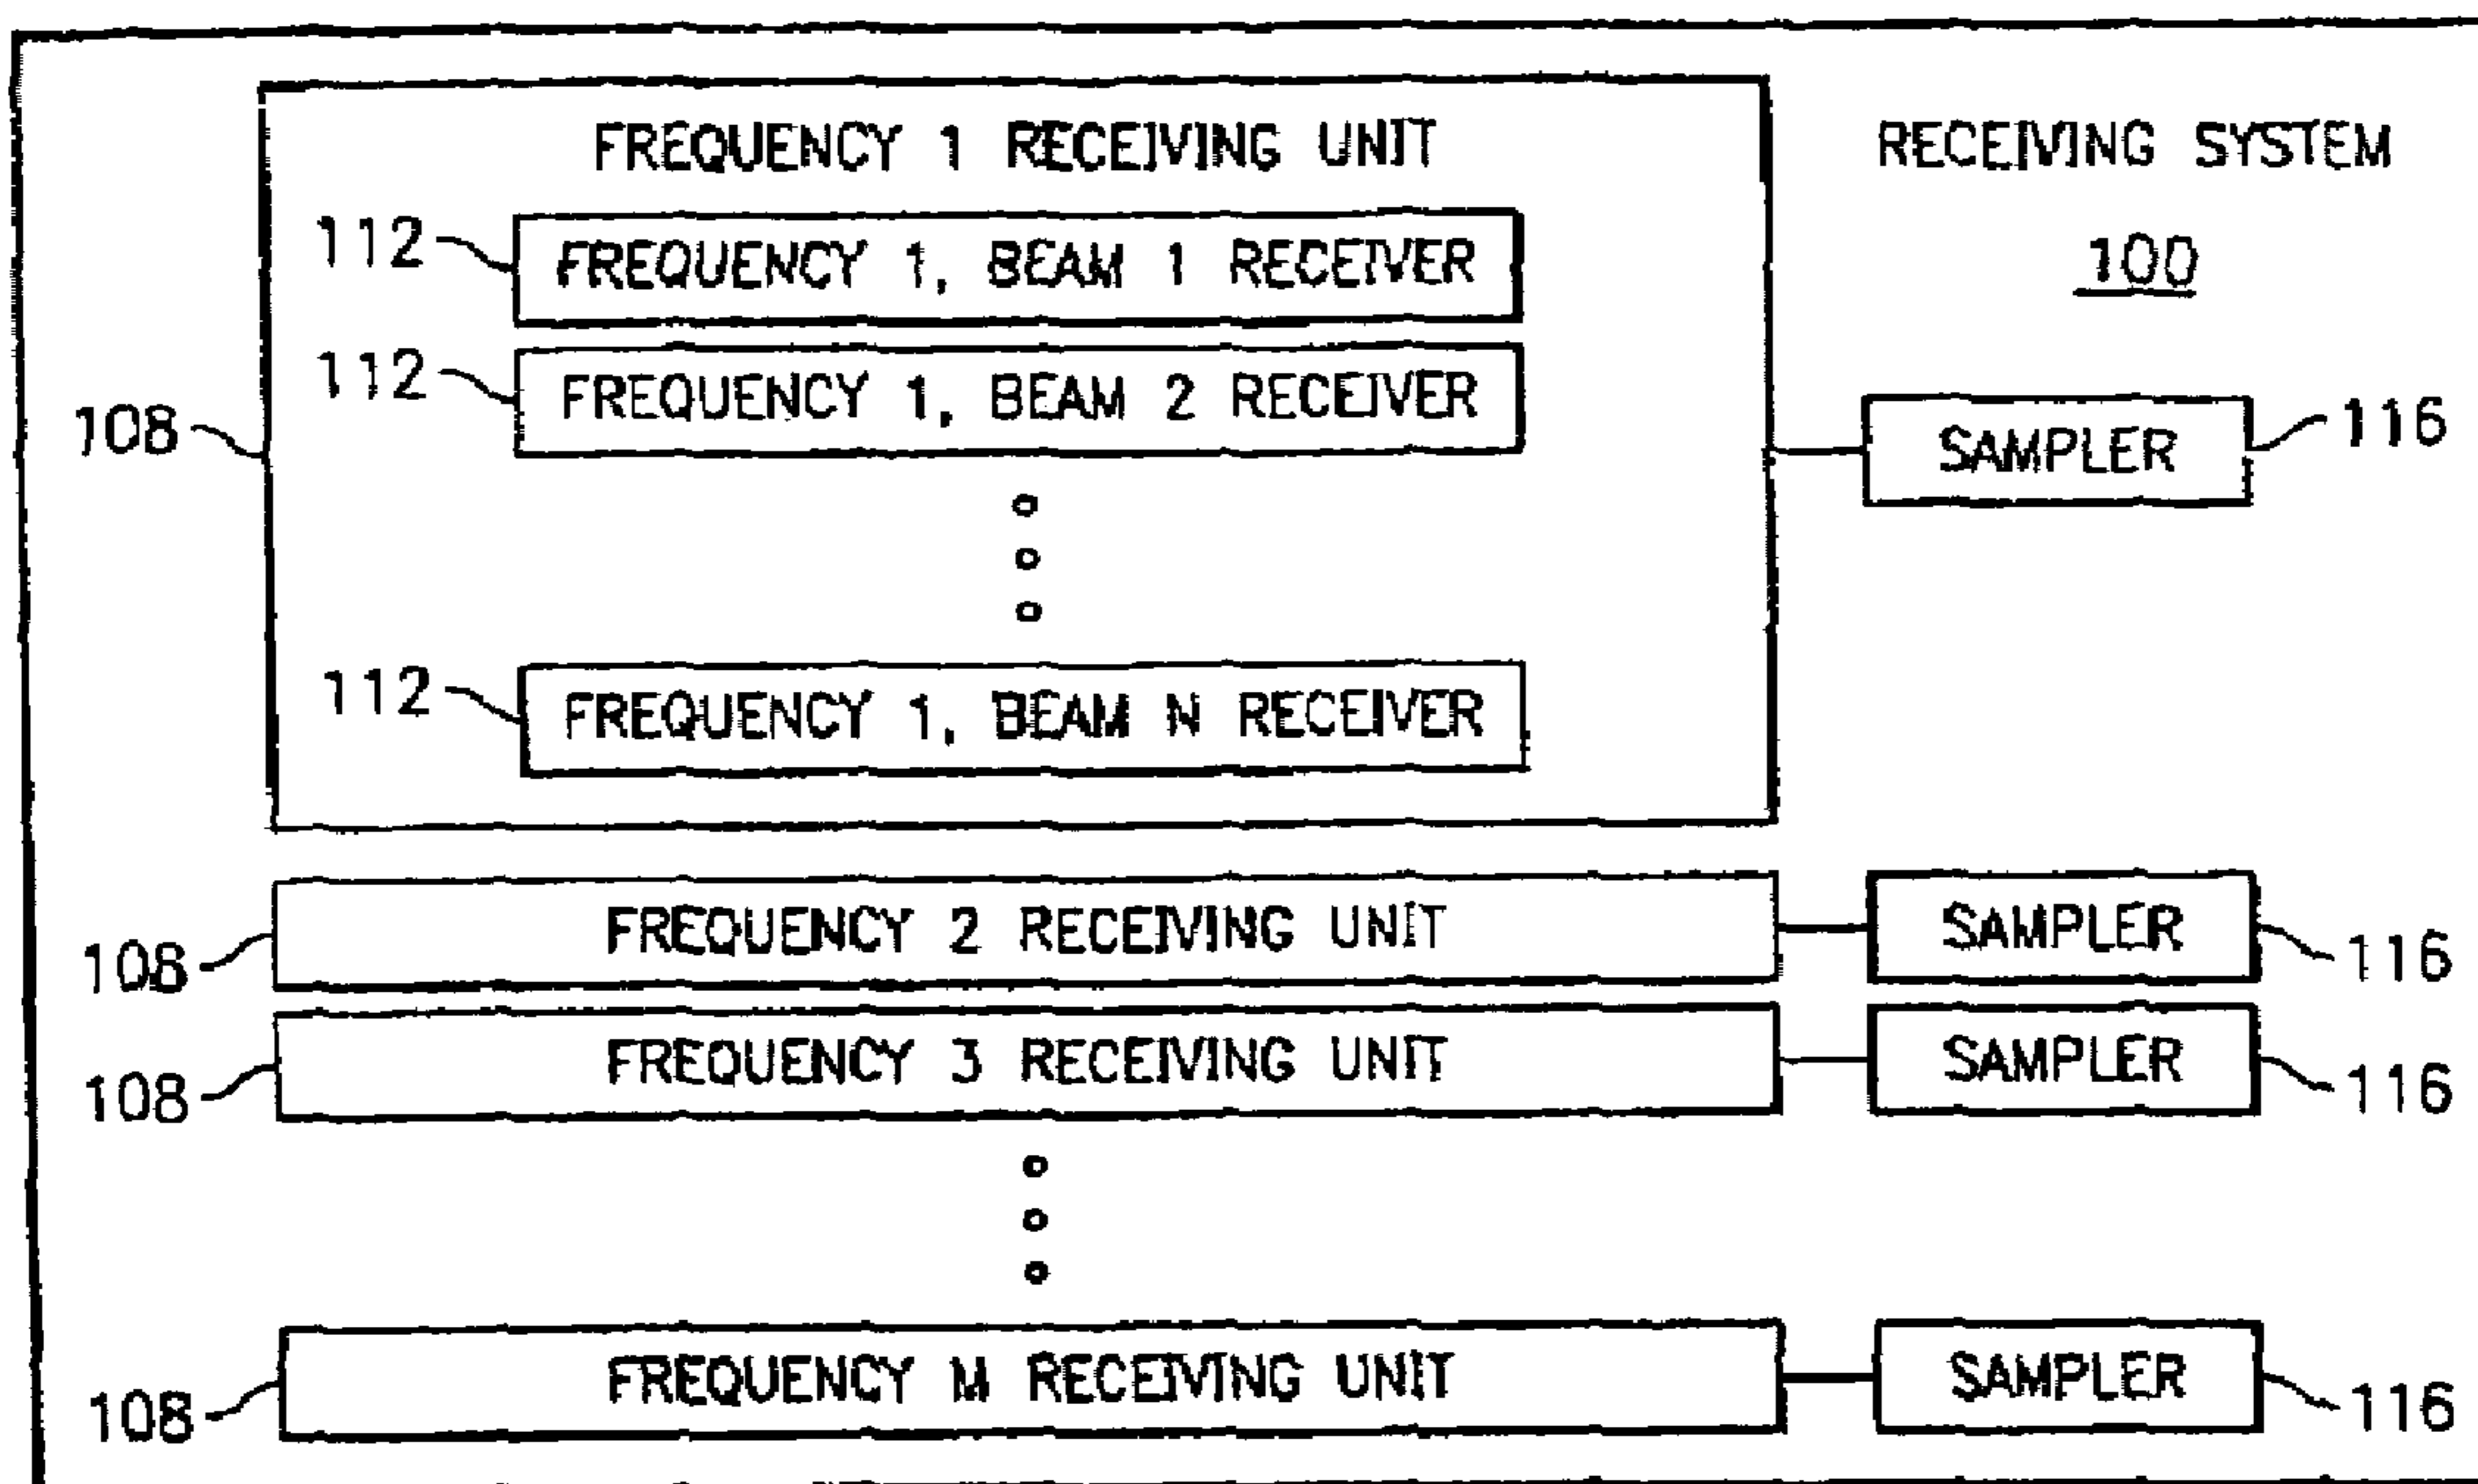 FREQUENCY 1 RECEIVING UNIT
RECEIVING SYSTEM
100
112
FREQUENCY 1, BEAM 1 RECEIVER
112
FREQUENCY 1, BEAM 2 RECEIVER
108
SAMPLER
116
112
FREQUENCY 1, BEAM N RECEIVER
108
FREQUENCY 2 RECEIVING UNIT
SAMPLER
116
108
FREQUENCY 3 RECEIVING UNIT
SAMPLER
116
108
FREQUENCY M RECEIVING UNIT
SAMPLER
116